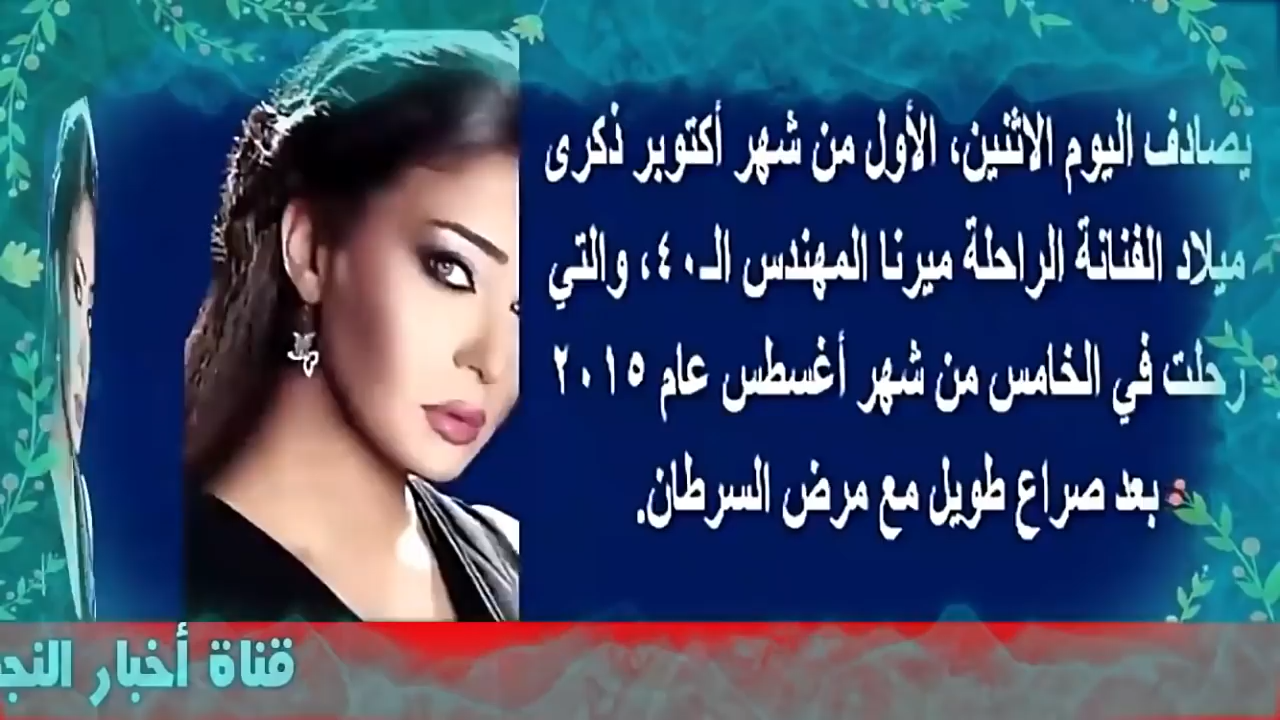 يصادف اليوم الاثنين، الأول من شهر أكتوبر ذكرى
ميلاد الفنانة الراحلة ميرنا المهندس الـ٤٠، والتي
رحلت في الخامس من شهر أغسطس عام ٢٠١٥
بعد صراع طويل مع مرض السرطان.
قناة أخبار